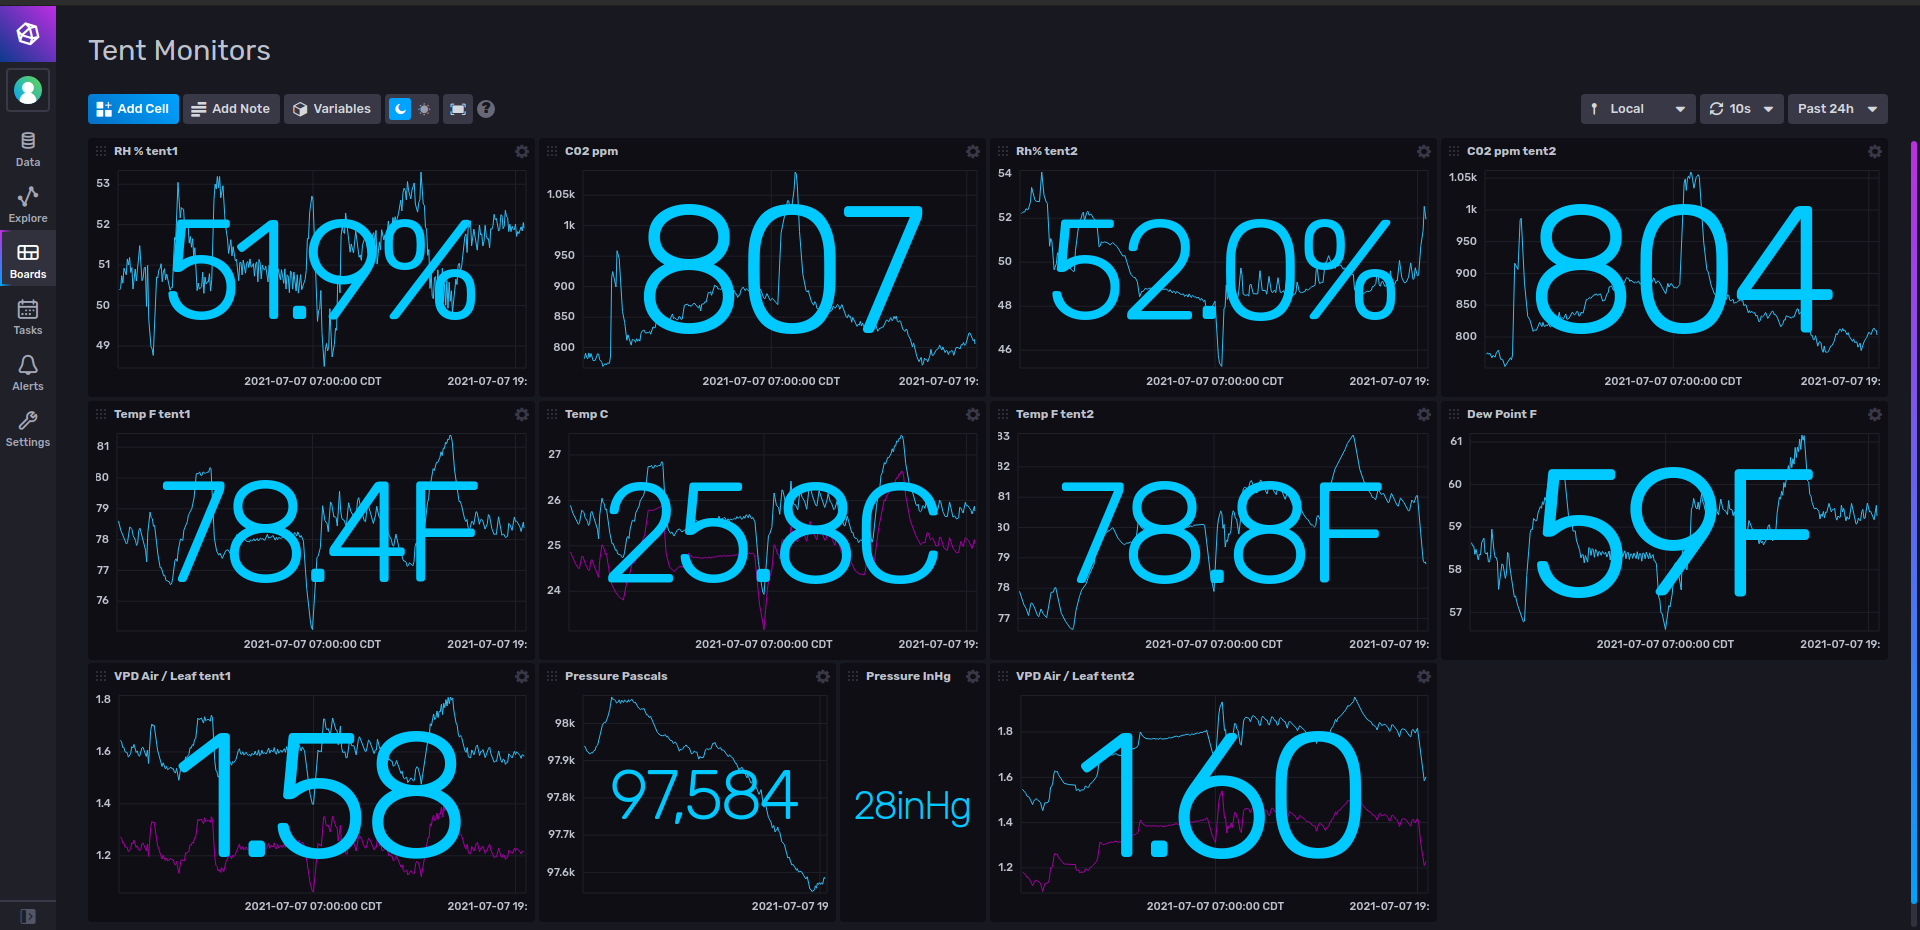 Tent Monitors
Add Cell
Add Note
Variables
?
Local
10s
Past 24h
Data
Explore
Boards
Tasks
Alerts
Settings
RH % tent1
53
52
51
50
49
51.9%
2021-07-07 07:00:00 CDT
2021-07-07 19:
CO2 ppm
1.05k
1k
950
900
850
800
807
2021-07-07 07:00:00 CDT
2021-07-07 19:
Rh% tent2
54
52
50
48
46
52.0%
2021-07-07 07:00:00 CDT
2021-07-07 19:
CO2 ppm tent2
1.05k
1k
950
900
850
800
804
2021-07-07 07:00:00 CDT
2021-07-07 19:
Temp F tent1
81
80
79
78
77
76
78.4F
2021-07-07 07:00:00 CDT
2021-07-07 19:
Temp C
27
26
25
24
25.8C
2021-07-07 07:00:00 CDT
2021-07-07 19:
Temp F tent2
83
82
81
80
79
78
77
78.8F
2021-07-07 07:00:00 CDT
2021-07-07 19:
Dew Point F
61
60
59
58
57
59F
2021-07-07 07:00:00 CDT
2021-07-07 19:
VPD Air / Leaf tent1
1.8
1.6
1.4
1.2
1.58
2021-07-07 07:00:00 CDT
2021-07-07 19:
Pressure Pascals
98k
97.9k
97.8k
97.7k
97.6k
97,584
2021-07-07 19
Pressure InHg
28inHg
VPD Air / Leaf tent2
1.8
1.6
1.4
1.2
1.60
2021-07-07 07:00:00 CDT
2021-07-07 19: